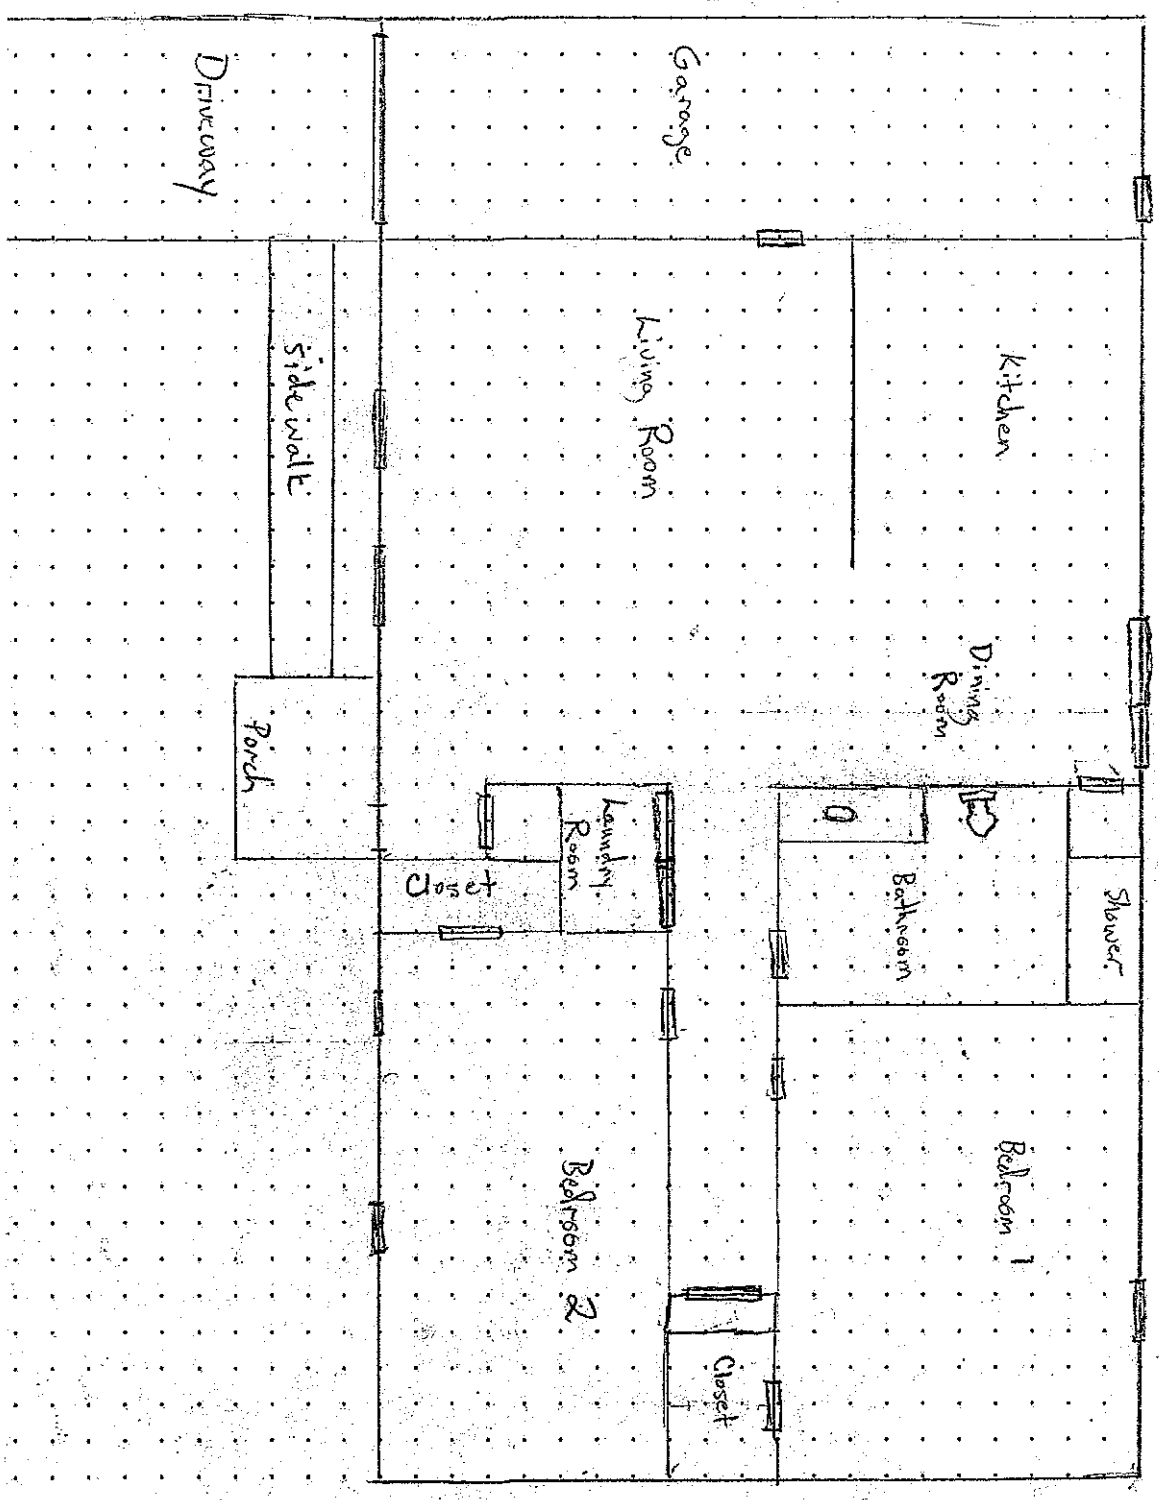 Driveway
Garage
sidewalk
Living Room
Kitchen
Porch
Dining
Room
Closet
Laundry
Room
Bathroom
Shower
Bedroom 2
Bedroom 1
Closet